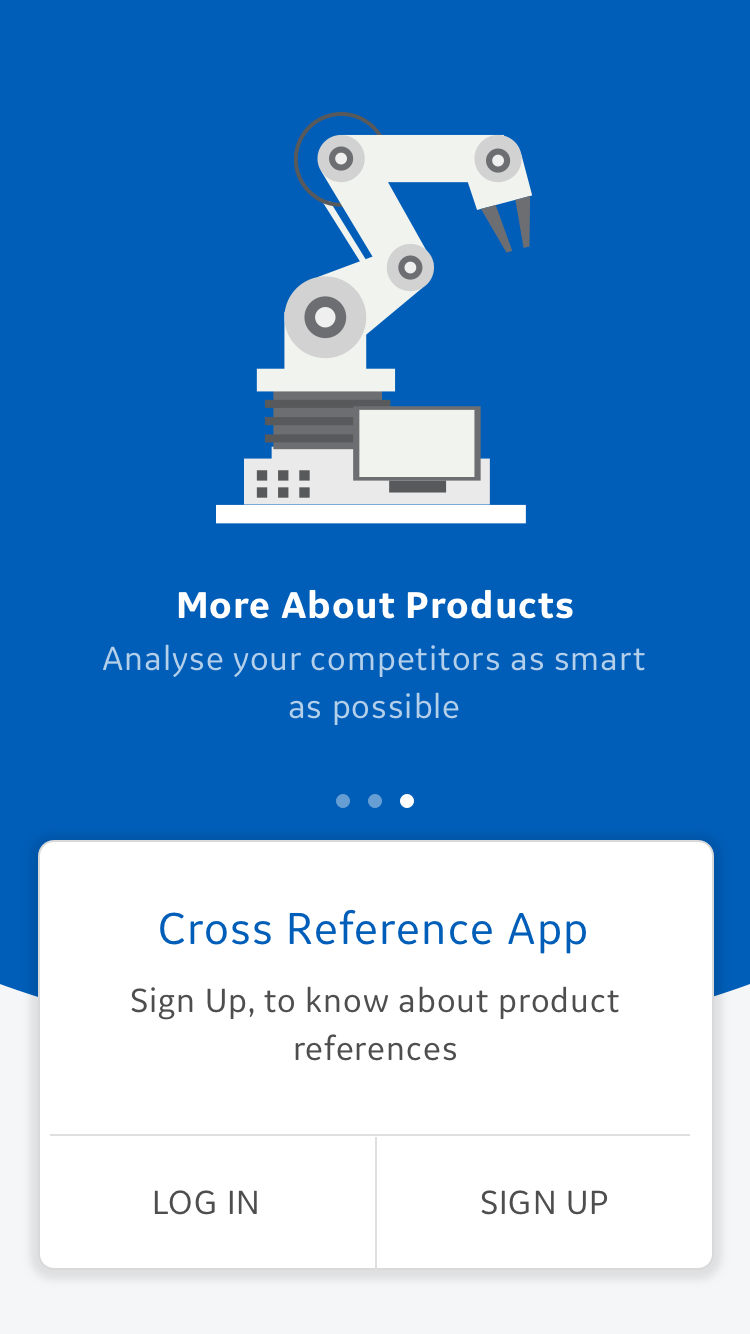 More About Products
Analyse your competitors as smart
as possible
Cross Reference App
Sign Up, to know about product
references
LOG IN
SIGN UP